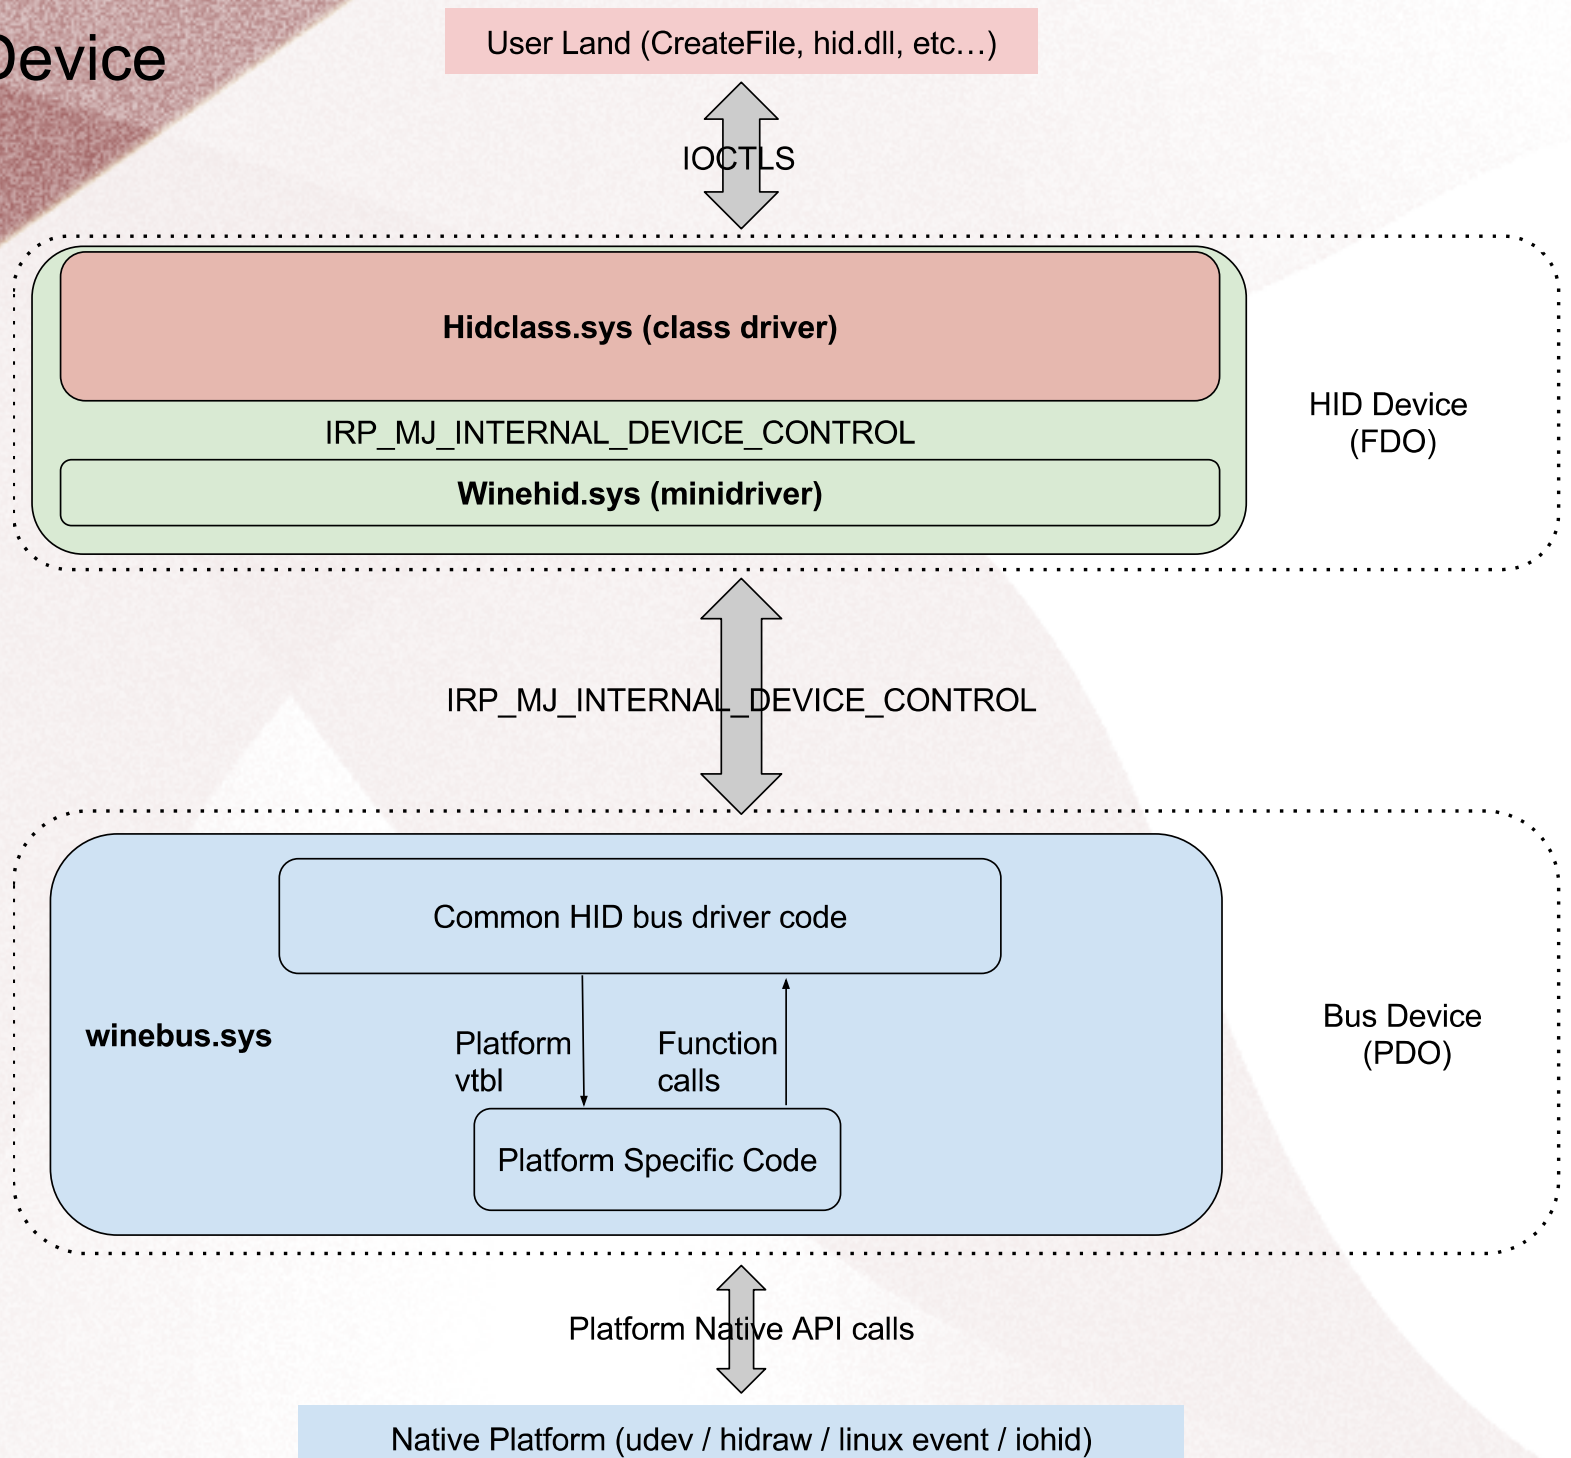 Device
User Land (CreateFile, hid.dll, etc…)
IOCTLS
Hidclass.sys (class driver)
IRP_MJ_INTERNAL_DEVICE_CONTROL
Winehid.sys (minidriver)
HID Device
(FDO)
IRP_MJ_INTERNAL_DEVICE_CONTROL
Common HID bus driver code
winebus.sys
Platform
vtbl
Function
calls
Platform Specific Code
Bus Device
(PDO)
Platform Native API calls
Native Platform (udev / hidraw / linux event / iohid)